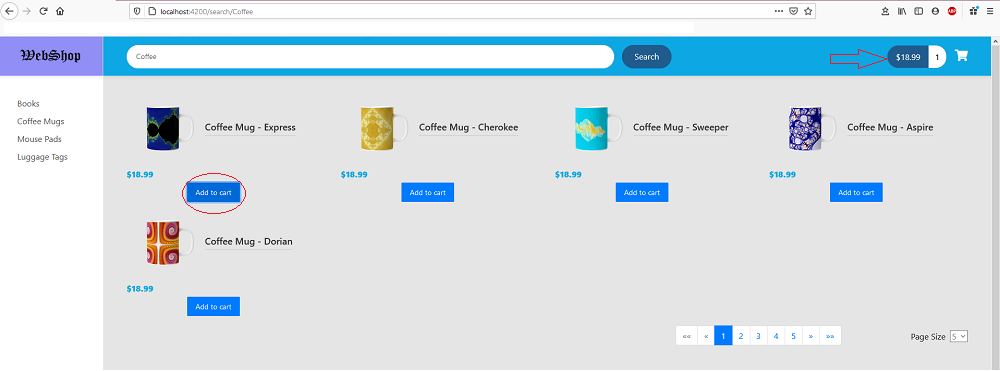 localhost:4200/search/Coffee
ABP
WebShop
Coffee
Search
$18.99 1
Books
Coffee Mugs
Mouse Pads
Luggage Tags
Coffee Mug - Express
Coffee Mug - Cherokee
Coffee Mug - Sweeper
Coffee Mug - Aspire
$18.99
$18.99
$18.99
$18.99
Add to cart
Add to cart
Add to cart
Add to cart
Coffee Mug - Dorian
$18.99
Add to cart
«« « 1 2 3 4 5 » »»
Page Size 5